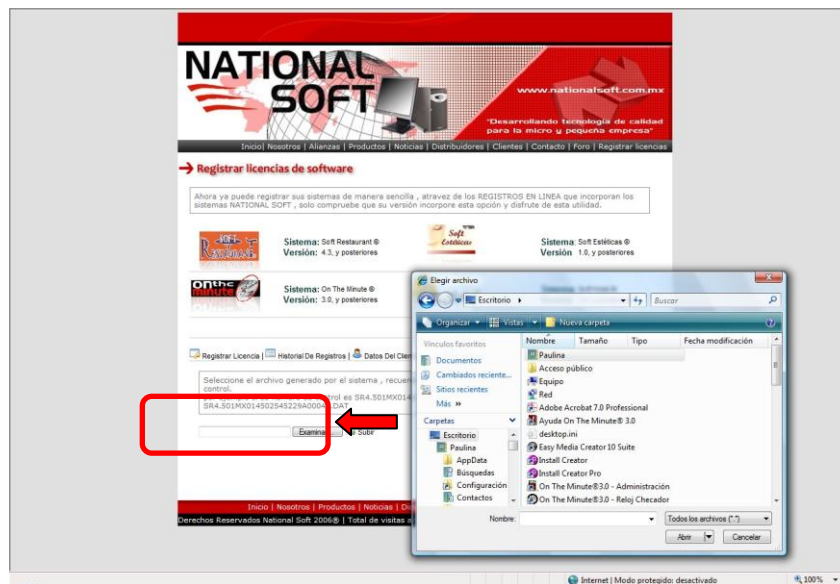 NATIONAL
SOFT
www.nationalsoft.com.mx
"Desarrollando tecnología de calidad
para la micro y pequeña empresa"
Inicio| Nosotros | Alianzas | Productos | Noticias | Distribuidores | Clientes | Contacto | Foro | Registrar licencias
Registrar licencias de software
Ahora ya puede registrar sus sistemas de manera sencilla , atravez de los REGISTROS EN LINEA que incorporan los
sistemas NATIONAL SOFT , solo compruebe que su versión incorpore esta opción y disfrute de esta utilidad.
Soft Restaurant
Sistema: Soft Restaurant ®
Versión: 4.3, y posteriores
Soft
Estéticas
Sistema: Soft Estéticas ®
Versión 1.0, y posteriores
on the
minute
Sistema: On The Minute ®
Versión: 3.0, y posteriores
Registrar Licencia | Historial De Registros | Datos Del Clien
Seleccione el archivo generado por el sistema , recuer
control.
control es SR4.501MX014
SR4.501MX014502545229A0004 .DAT
Examina
Subir
Inicio | Nosotros | Productos | Noticias | Di
Derechos Reservados National Soft 2006® | Total de visitas a
Elegir archivo
Escritorio
Buscar
Organizar
Vistas
Nueva carpeta
Vínculos favoritos
Documentos
Cambiados reciente...
Sitios recientes
Más »
Carpetas
Escritorio
Paulina
AppData
Búsquedas
Configuración
Contactos
Nombre Tamaño Tipo Fecha modificación
Paulina
Acceso público
Equipo
Red
Adobe Acrobat 7.0 Professional
Ayuda On The Minute® 3.0
desktop.ini
Easy Media Creator 10 Suite
Install Creator
Install Creator Pro
On The Minute®3.0 - Administración
On The Minute®3.0 - Reloj Checador
Nombre:
Todos los archivos (*.*)
Abrir
Cancelar
Internet | Modo protegido: desactivado
100%